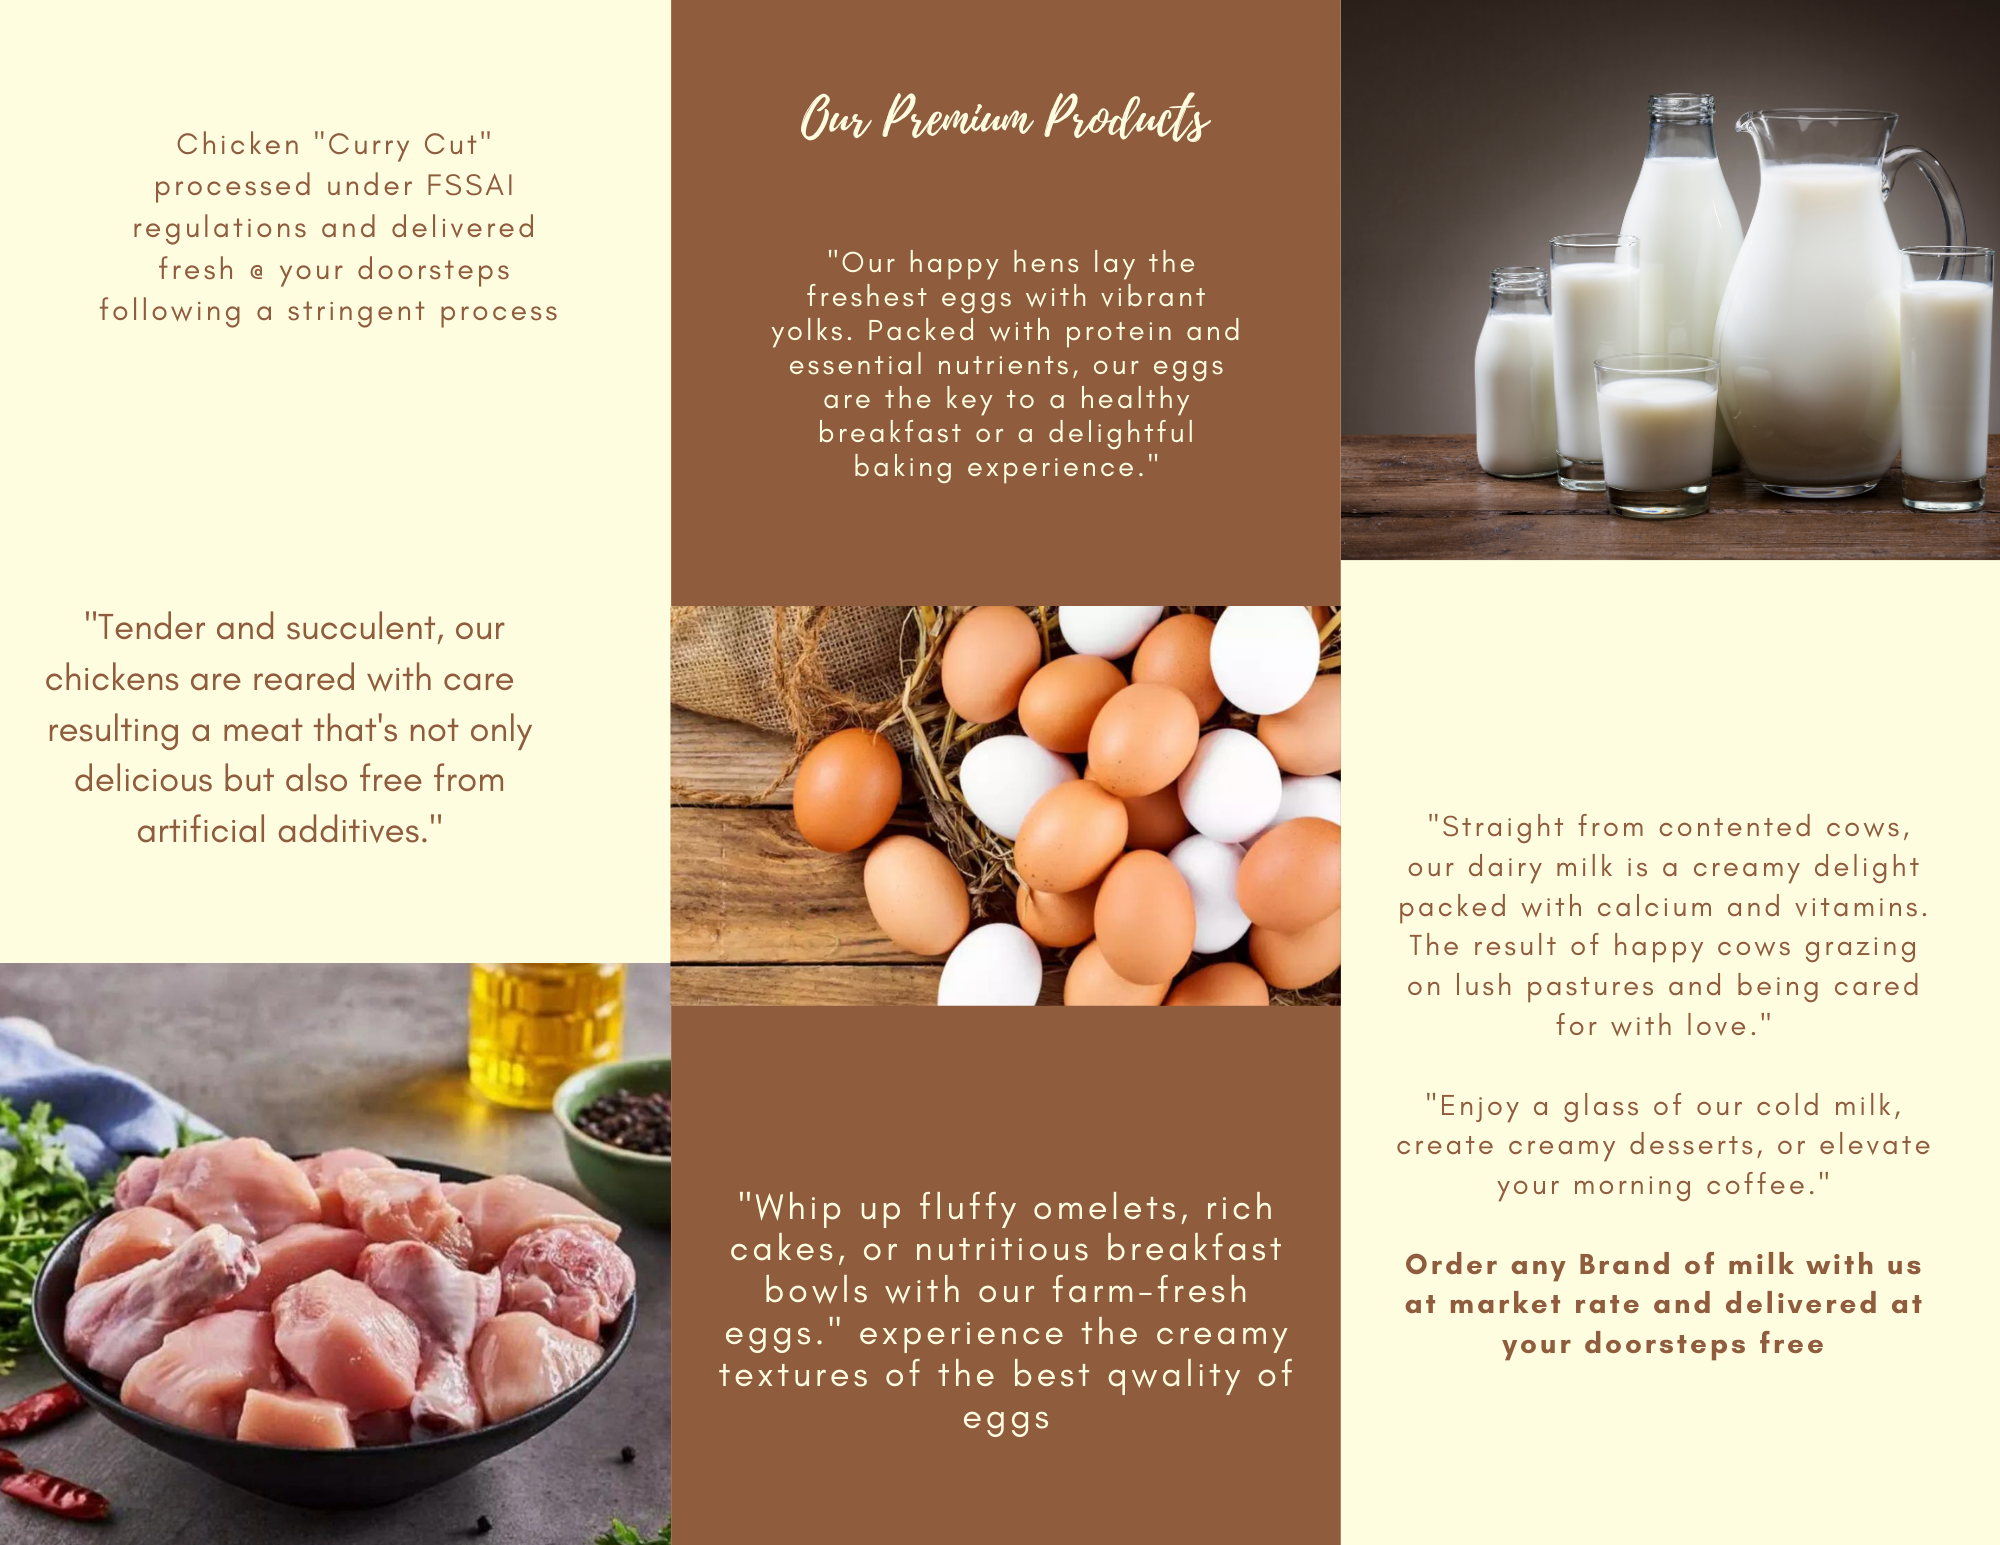 Chicken "Curry Cut"
processed under FSSAI
regulations and delivered
fresh @ your doorsteps
following a stringent process
"Tender and succulent, our
chickens are reared with care
resulting a meat that's not only
delicious but also free from
artificial additives."
Our Premium Products
"Our happy hens lay the
freshest eggs with vibrant
yolks. Packed with protein and
essential nutrients, our eggs
are the key to a healthy
breakfast or a delightful
baking experience."
"Whip up fluffy omelets, rich
cakes, or nutritious breakfast
bowls with our farm-fresh
eggs." experience the creamy
textures of the best qwality of
eggs
"Straight from contented cows,
our dairy milk is a creamy delight
packed with calcium and vitamins.
The result of happy cows grazing
on lush pastures and being cared
for with love."
"Enjoy a glass of our cold milk,
create creamy desserts, or elevate
your morning coffee."
Order any Brand of milk with us
at market rate and delivered at
your doorsteps free